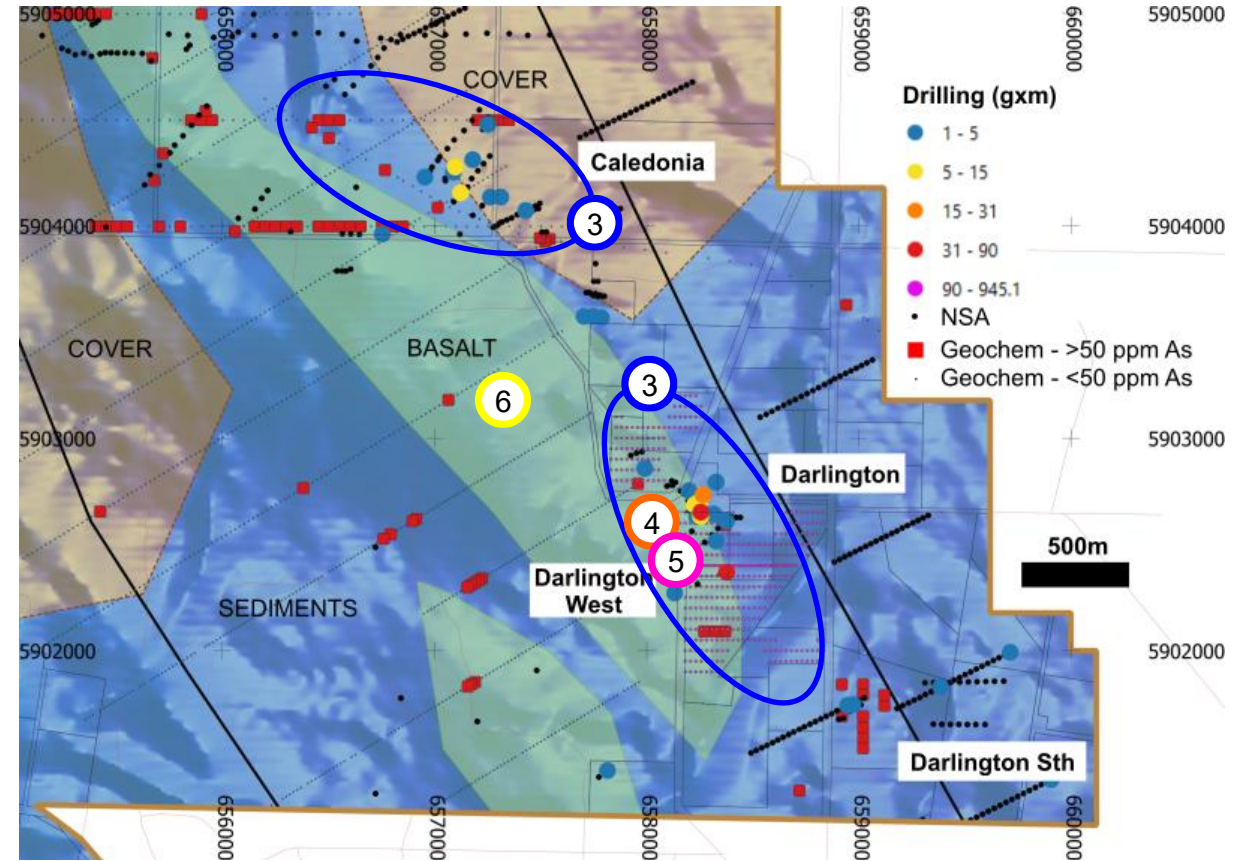 5905000
656000
657000
658000
659000
660000
5905000
COVER
Drilling (gxm)
1 - 5
5 - 15
15 - 31
31 - 90
90 - 945.1
NSA
Geochem - >50 ppm As
Geochem - <50 ppm As
Caledonia
3
5904000
5904000
COVER
BASALT
6
3
5903000
5903000
Darlington
4
5
500m
Darlington
West
SEDIMENTS
5902000
5902000
Darlington Sth
656000
657000
658000
659000
660000